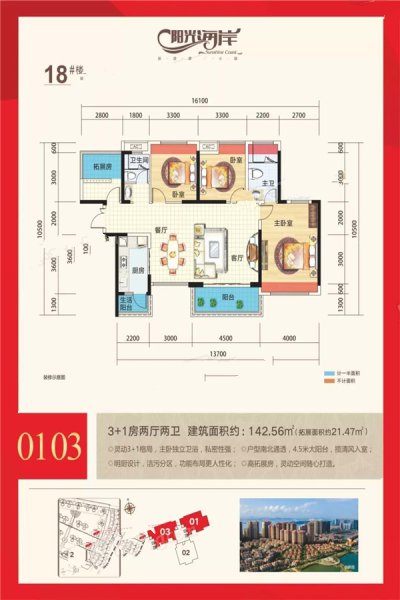 阳光海岸
Sunshine Coast
18#楼
16100
2800 1800 3300 3300 2200 2700
600 3000 2000 3600 1300
10500
拓展房
卫生间
卧室
卧室
主卫
餐厅
客厅
主卧室
厨房
生活阳台
阳台
100
3600
600 3000 2000 3600 1300
10500
2200 3000 4500 4000
13700
装修示意图
计一半面积
不计面积
0103
3+1房两厅两卫 建筑面积约:142.56㎡(拓展面积约21.47㎡)
○灵动3+1格局,主卧独立卫浴,私密性强; ○户型南北通透,4.5米大阳台,揽清风入室;
○明厨设计,洁污分区,功能布局更人性化; ○高拓展房,灵动空间随心打造。
01
03
02
2